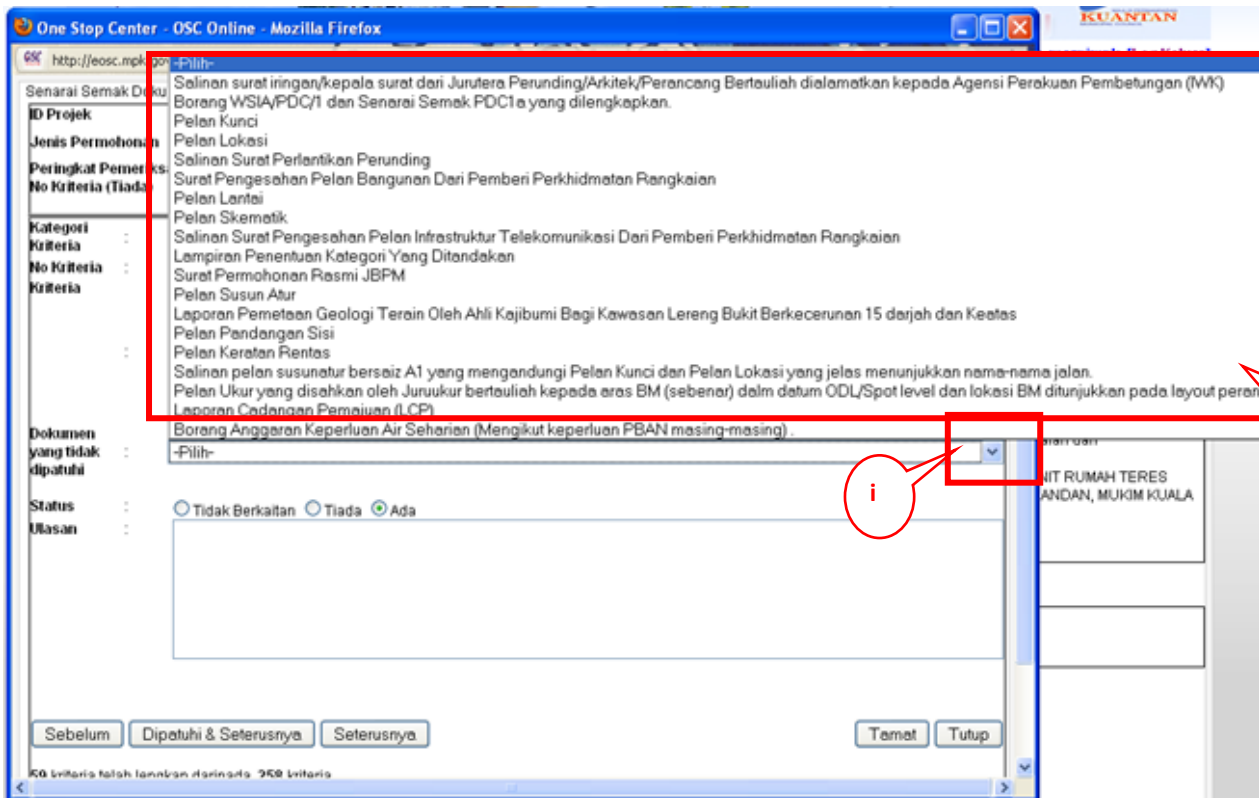 One Stop Center - OSC Online - Mozilla Firefox
KUANTAN
http://eosc.mpk.gov
-Pilih-
Senarai Semak Doku
Salinan surat iringan/kepala surat dari Jurutera Perunding/Arkitek/Perancang Bertauliah dialamatkan kepada Agensi Perakuan Pembetungan (IWK)
Borang WSIA/PDC/1 dan Senarai Semak PDC1a yang dilengkapkan.
ID Projek
Pelan Kunci
Jenis Permohonan
Pelan Lokasi
Salinan Surat Perlantikan Perunding
Peringkat Pemeriks
Surat Pengesahan Pelan Bangunan Dari Pemberi Perkhidmatan Rangkaian
No Kriteria (Tiada)
Pelan Lantai
Pelan Skematik
Kategori
Kriteria :
Salinan Surat Pengesahan Pelan Infrastruktur Telekomunikasi Dari Pemberi Perkhidmatan Rangkaian
Lampiran Penentuan Kategori Yang Ditandakan
No Kriteria :
Surat Permohonan Rasmi JBPM
Kriteria :
Pelan Susun Atur
Laporan Pemetaan Geologi Terain Oleh Ahli Kajibumi Bagi Kawasan Lereng Bukit Berkecerunan 15 darjah dan Keatas
Pelan Pandangan Sisi
Pelan Keratan Rentas
Salinan pelan susunatur bersaiz A1 yang mengandungi Pelan Kunci dan Pelan Lokasi yang jelas menunjukkan nama-nama jalan.
Pelan Ukur yang disahkan oleh Juruukur bertauliah kepada aras BM (sebenar) dalm datum ODL/Spot level dan lokasi BM ditunjukkan pada layout peran
Laporan Cadangan Pemajuan (LCP)
Borang Anggaran Keperluan Air Seharian (Mengikut keperluan PBAN masing-masing) .
Dokumen
yang tidak :
dipatuhi
-Pilih-
i
NIT RUMAH TERES
ANDAN, MUKIM KUALA
Status : Tidak Berkaitan Tiada Ada
Ulasan :
Sebelum Dipatuhi & Seterusnya Seterusnya Tamat Tutup
59 kriteria telah lengkap daripada 258 kriteria